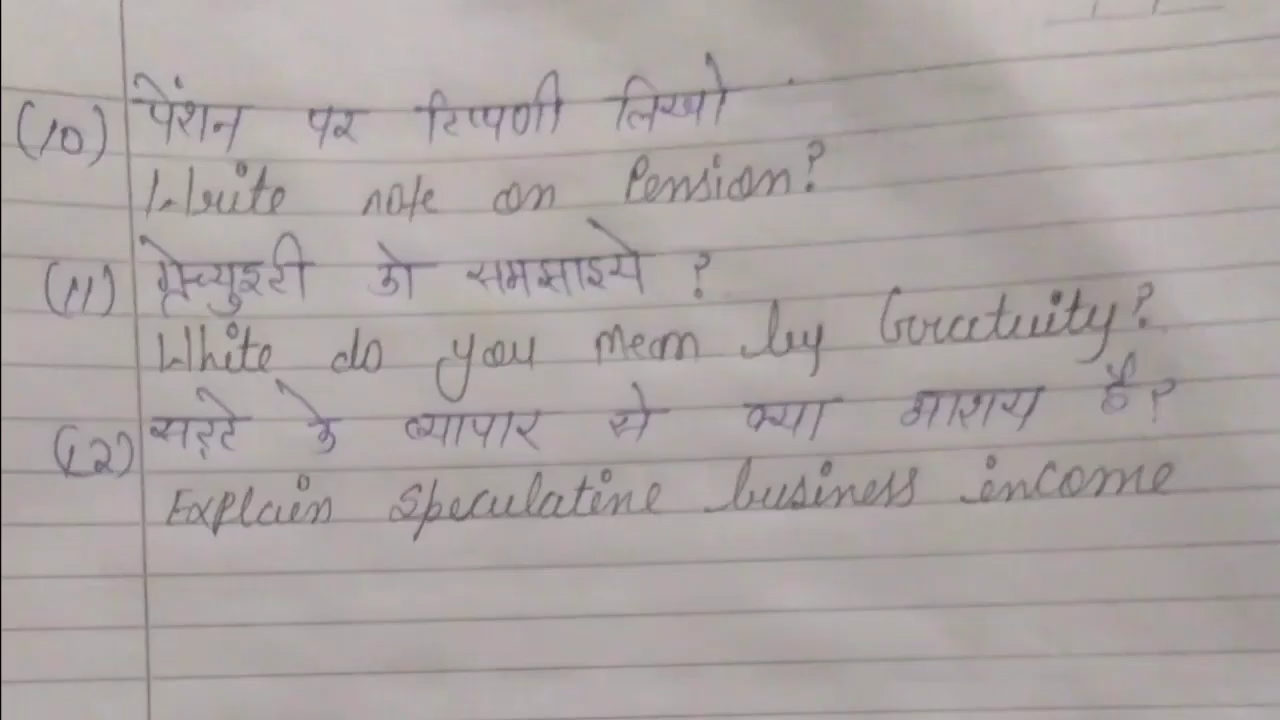 (10) पेंशन पर टिप्पणी लिखो
Write note on Pension?
(11) ग्रेच्युइटी को समझाइये ?
White do you mean by Gratuity?
(12) सट्टे के व्यापार से क्या आशय है?
Explain Speculatine business income